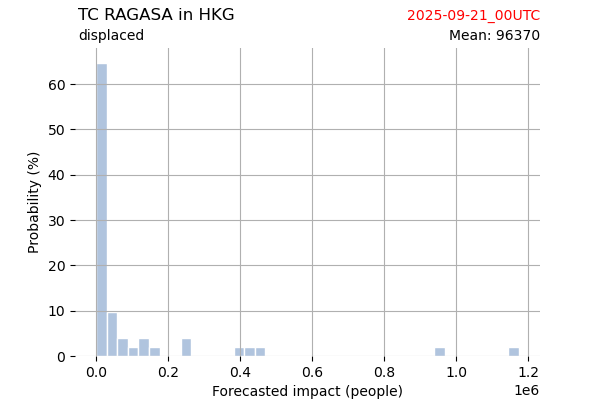 TC RAGASA in HKG
2025-09-21_00UTC
displaced
Mean: 96370
Probability (%)
60
50
40
30
20
10
0
0.0 0.2 0.4 0.6 0.8 1.0 1.2
1e6
Forecasted impact (people)